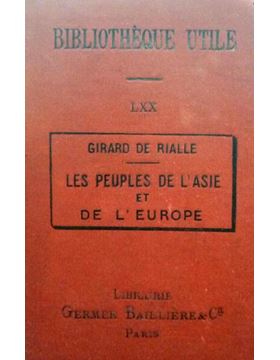 BIBLIOTHÈQUE UTILE
LXX
GIRARD DE RIALLE
LES PEUPLES DE L'ASIE
ET
DE L'EUROPE
LIBRAIRIE
GERMER BAILLIÈRE & Cie
PARIS